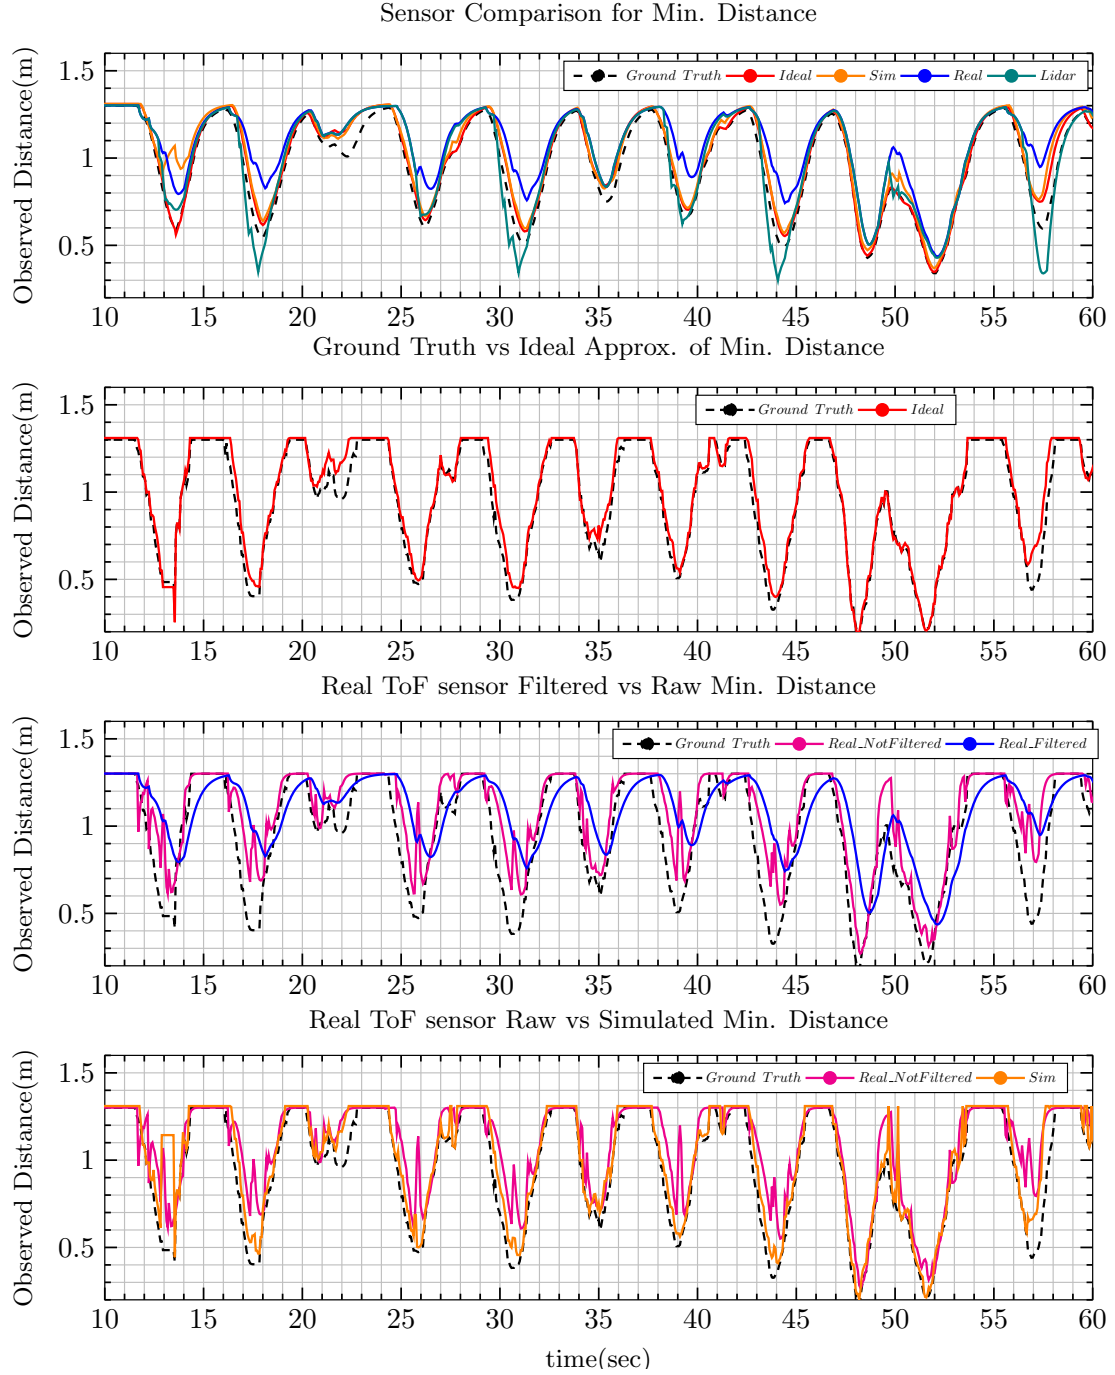 Sensor Comparison for Min. Distance
Observed Distance(m)
1.5
1
0.5
Ground Truth Ideal Sim Real Lidar
10 15 20 25 30 35 40 45 50 55 60
Ground Truth vs Ideal Approx. of Min. Distance
Observed Distance(m)
1.5
1
0.5
Ground Truth Ideal
10 15 20 25 30 35 40 45 50 55 60
Real ToF sensor Filtered vs Raw Min. Distance
Observed Distance(m)
1.5
1
0.5
Ground Truth Real_NotFiltered Real_Filtered
10 15 20 25 30 35 40 45 50 55 60
Real ToF sensor Raw vs Simulated Min. Distance
Observed Distance(m)
1.5
1
0.5
Ground Truth Real_NotFiltered Sim
10 15 20 25 30 35 40 45 50 55 60
time(sec)